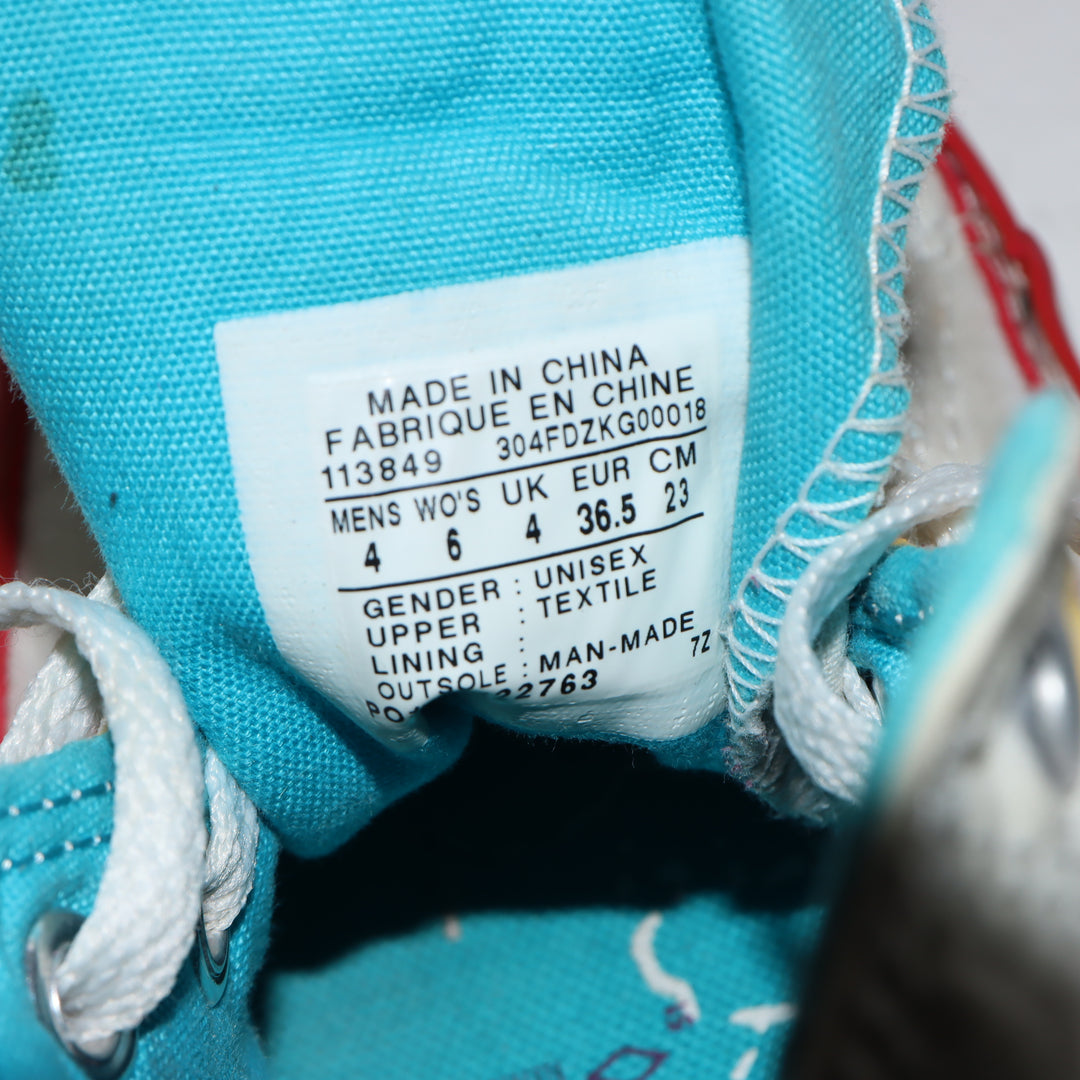 MADE IN CHINA
FABRIQUE EN CHINE
113849 304FDZKG00018
MENS WO'S UK EUR CM
4 6 4 36.5 23
GENDER : UNISEX
UPPER : TEXTILE
LINING :
OUTSOLE : MAN-MADE
7Z